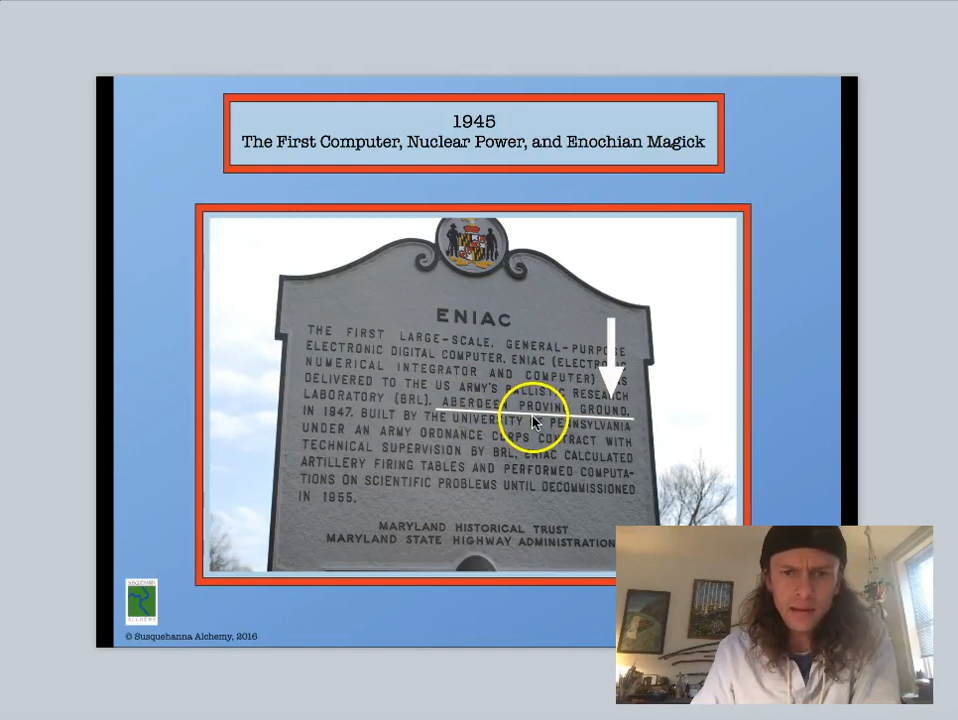 1945
The First Computer, Nuclear Power, and Enochian Magick
ENIAC
THE FIRST LARGE-SCALE, GENERAL-PURPOSE
ELECTRONIC DIGITAL COMPUTER, ENIAC (ELECTRONIC
NUMERICAL INTEGRATOR AND COMPUTER) WAS
DELIVERED TO THE US ARMY'S BALLISTIC RESEARCH
LABORATORY (BRL), ABERDEEN PROVING GROUND,
IN 1947. BUILT BY THE UNIVERSITY OF PENNSYLVANIA
UNDER AN ARMY ORDNANCE CORPS CONTRACT WITH
TECHNICAL SUPERVISION BY BRL, ENIAC CALCULATED
ARTILLERY FIRING TABLES AND PERFORMED COMPUTA-
TIONS ON SCIENTIFIC PROBLEMS UNTIL DECOMMISSIONED
IN 1955.
MARYLAND HISTORICAL TRUST
MARYLAND STATE HIGHWAY ADMINISTRATION
SUSQUEHANNA
ALCHEMY
© Susquehanna Alchemy, 2016